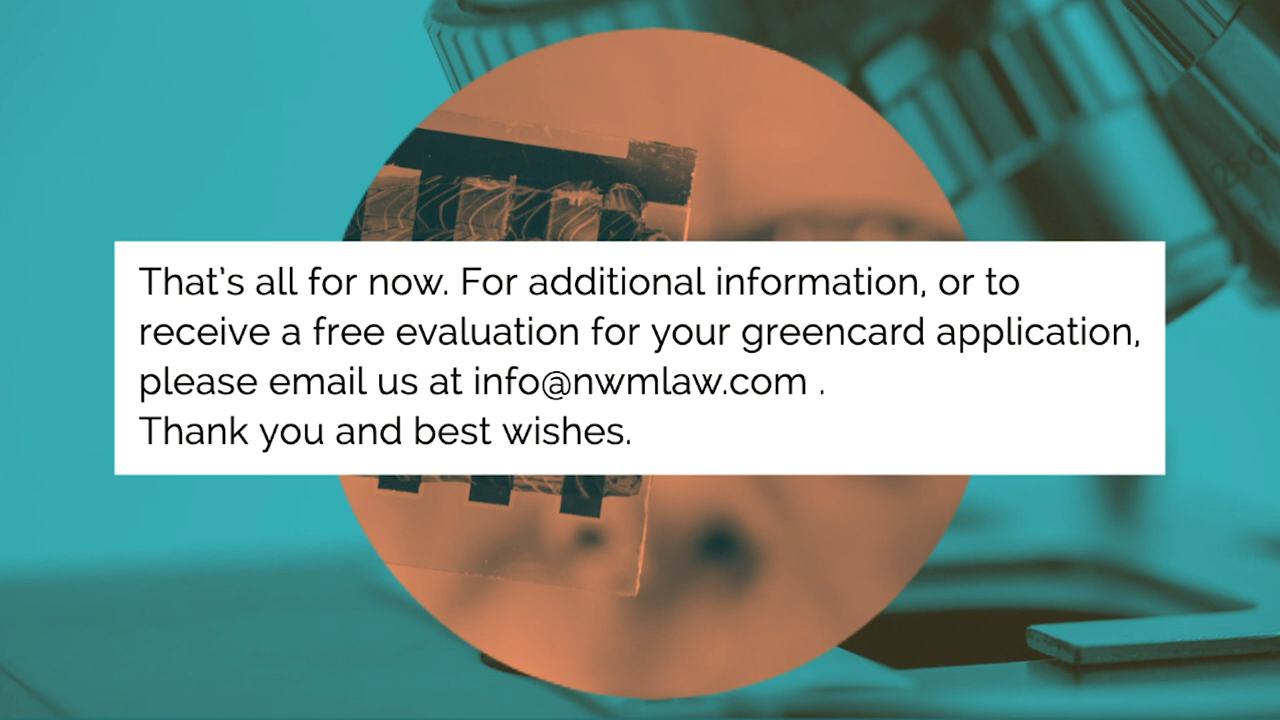 That's all for now. For additional information, or to
receive a free evaluation for your greencard application,
please email us at info@nwmlaw.com .
Thank you and best wishes.